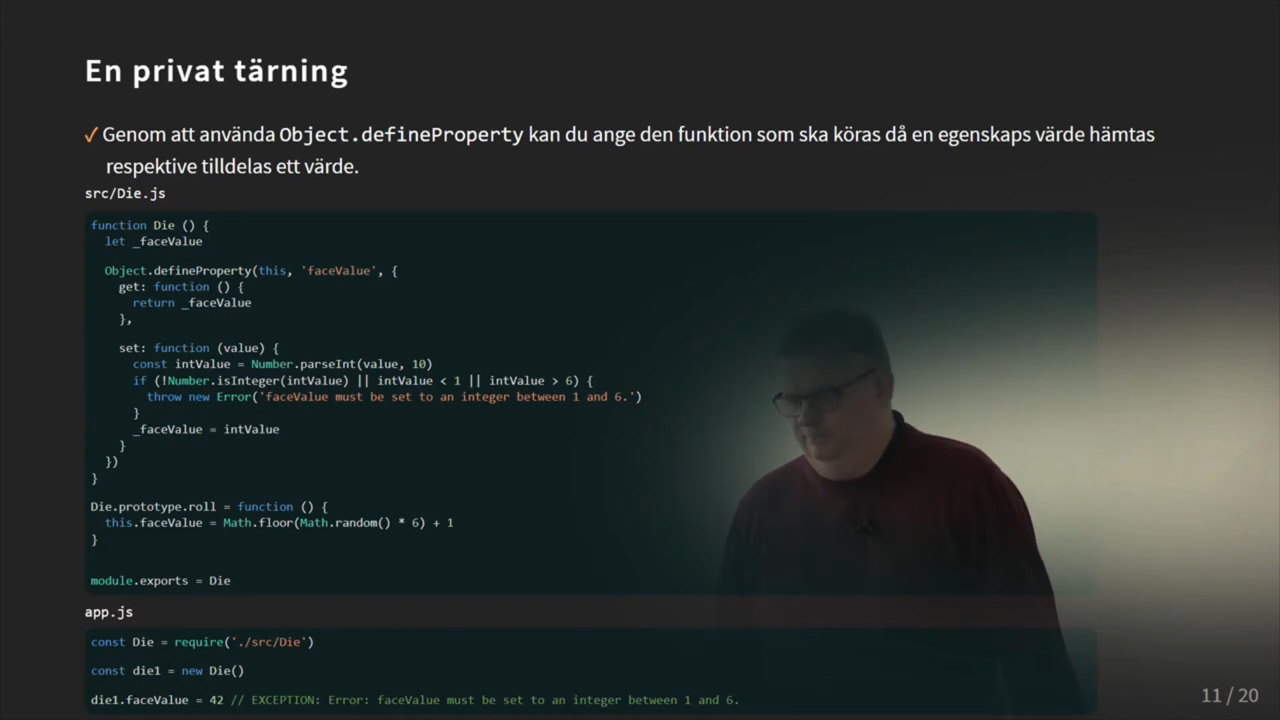 En privat tärning
✓ Genom att använda Object.defineProperty kan du ange den funktion som ska köras då en egenskaps värde hämtas
respektive tilldelas ett värde.
src/Die.js
function Die () {
  let _faceValue
  Object.defineProperty(this, 'faceValue', {
    get: function () {
      return _faceValue
    },
    set: function (value) {
      const intValue = Number.parseInt(value, 10)
      if (!Number.isInteger(intValue) || intValue < 1 || intValue > 6) {
        throw new Error('faceValue must be set to an integer between 1 and 6.')
      }
      _faceValue = intValue
    }
  })
}
Die.prototype.roll = function () {
  this.faceValue = Math.floor(Math.random() * 6) + 1
}
module.exports = Die
app.js
const Die = require('./src/Die')
const die1 = new Die()
die1.faceValue = 42 // EXCEPTION: Error: faceValue must be set to an integer between 1 and 6.
11 / 20